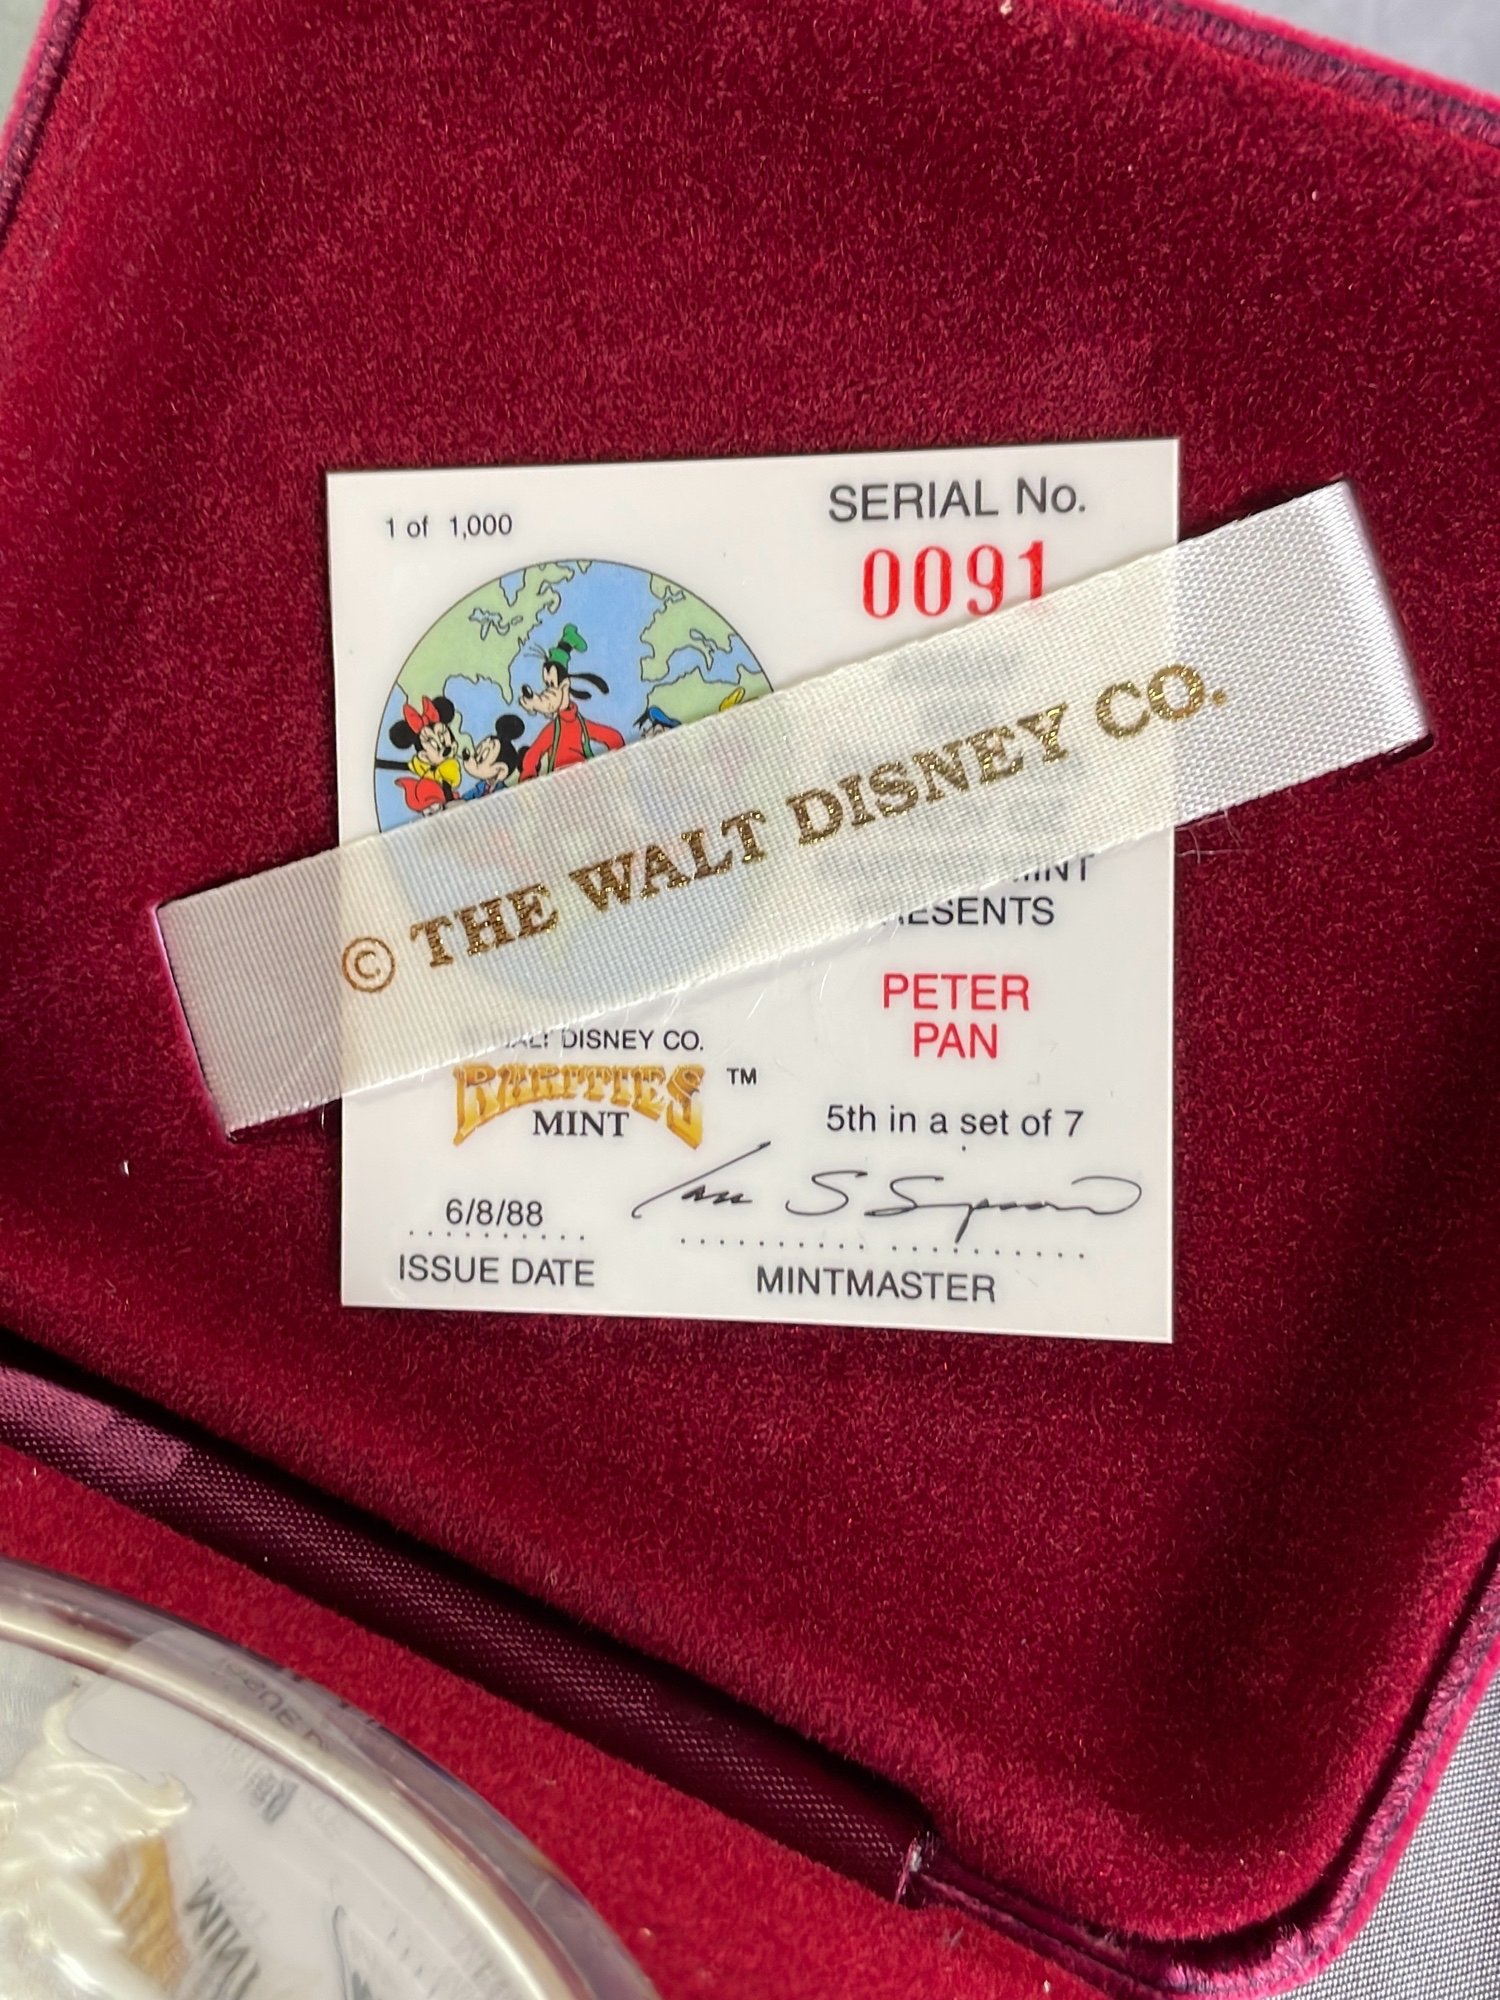 1 of 1,000
SERIAL No.
0091
© THE WALT DISNEY CO.
PETER
PAN
DISNEY CO.
RARITIES ™
MINT
5th in a set of 7
6/8/88
ISSUE DATE
MINTMASTER